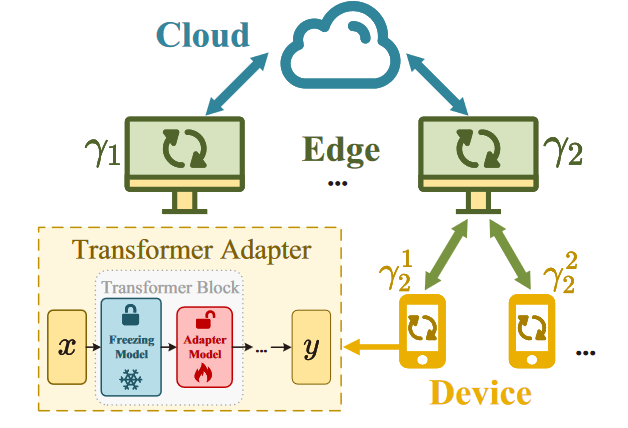 Cloud
γ₁
Edge
...
γ₂
Transformer Adapter
Transformer Block
x
Freezing
Model
Adapter
Model
...
y
γ₂¹
γ₂²
...
Device